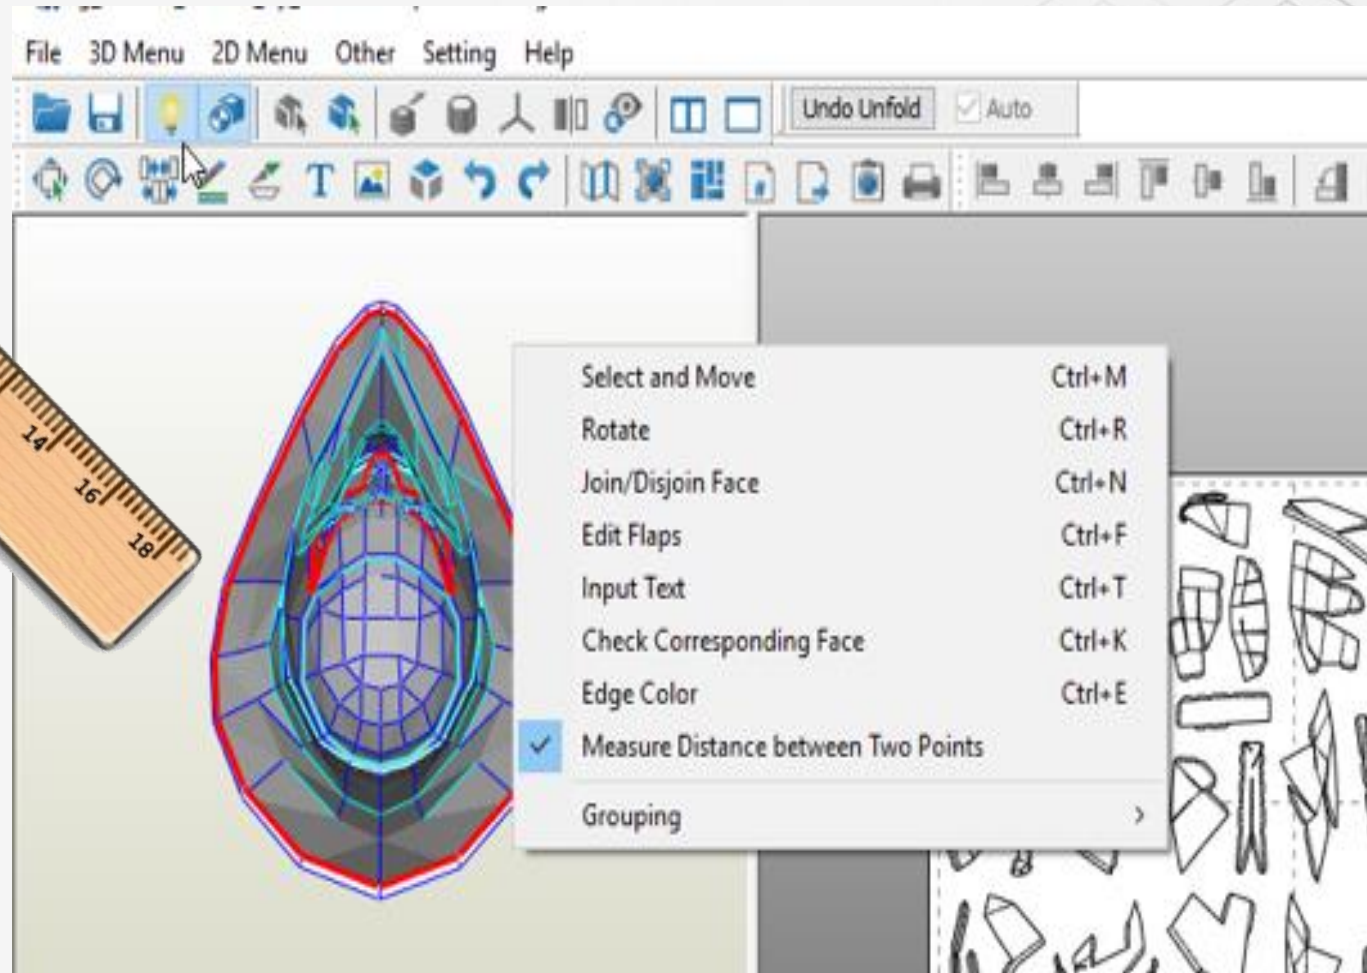 File 3D Menu 2D Menu Other Setting Help
Undo Unfold Auto
T
14
16
18
Select and Move Ctrl+M
Rotate Ctrl+R
Join/Disjoin Face Ctrl+N
Edit Flaps Ctrl+F
Input Text Ctrl+T
Check Corresponding Face Ctrl+K
Edge Color Ctrl+E
Measure Distance between Two Points
Grouping